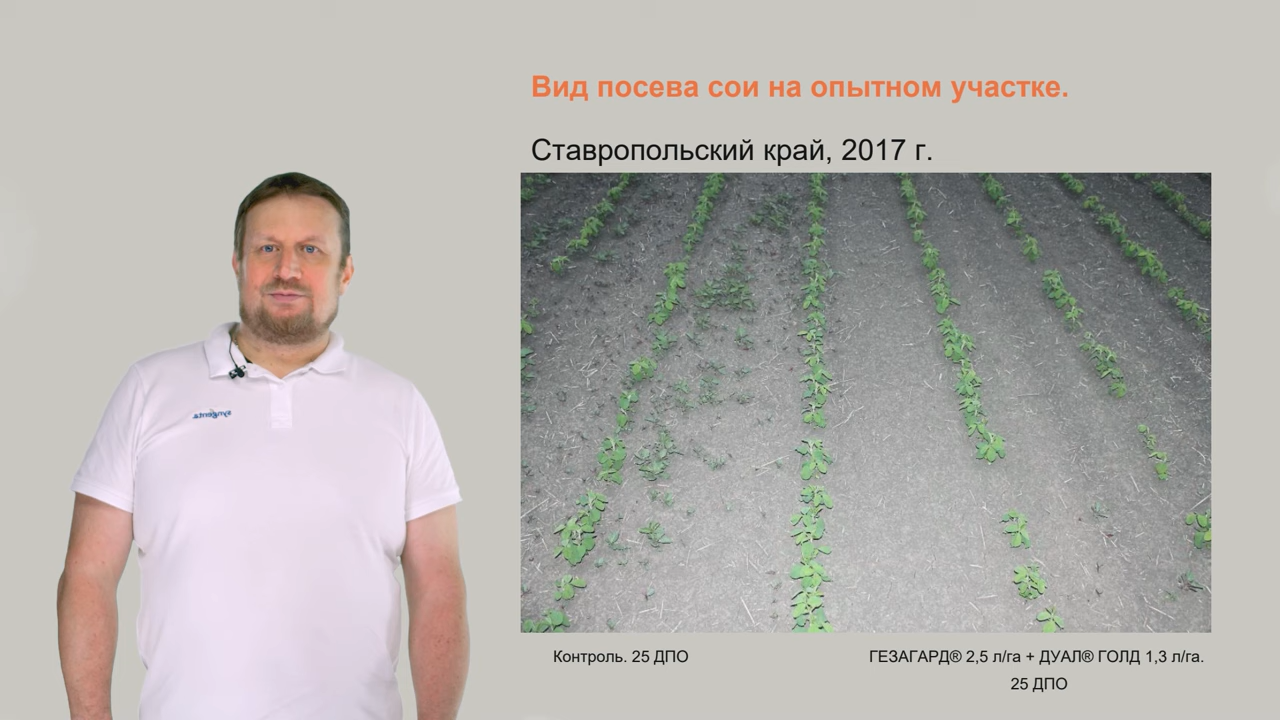 Вид посева сои на опытном участке.
Ставропольский край, 2017 г.
syngenta
Контроль. 25 ДПО
ГЕЗАГАРД® 2,5 л/га + ДУАЛ® ГОЛД 1,3 л/га.
25 ДПО